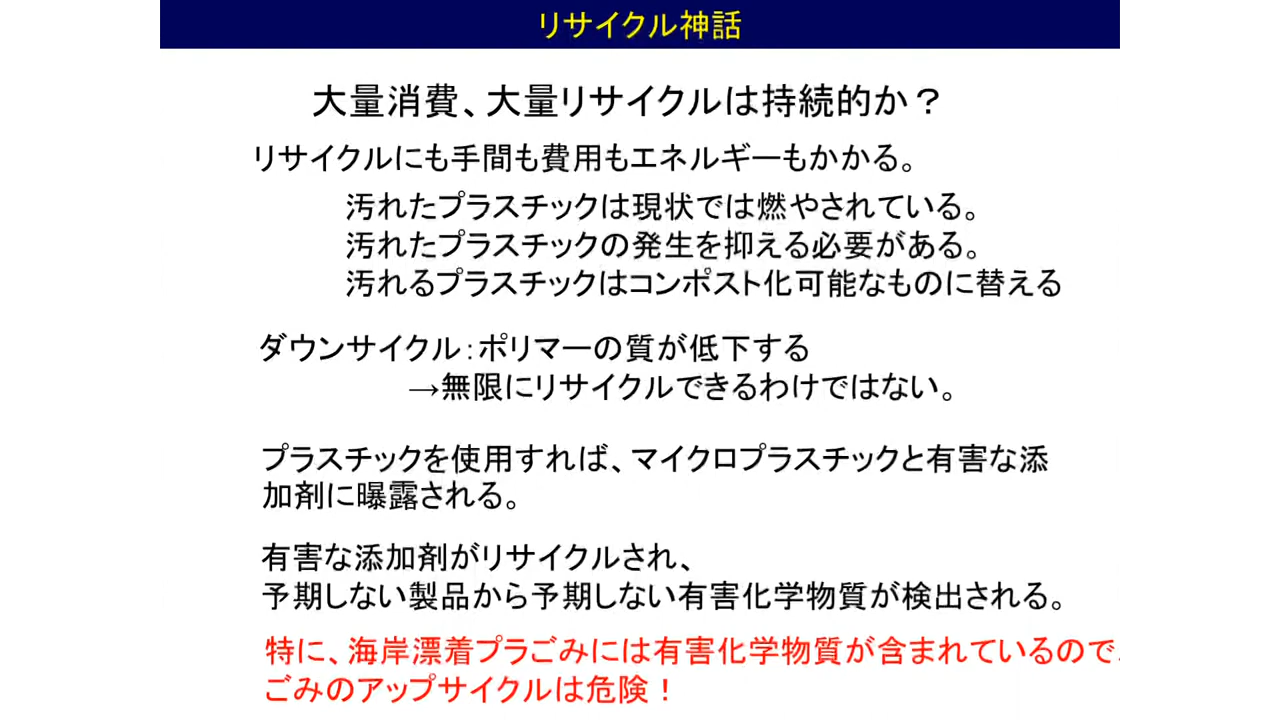 リサイクル神話
大量消費、大量リサイクルは持続的か？
リサイクルにも手間も費用もエネルギーもかかる。
汚れたプラスチックは現状では燃やされている。
汚れたプラスチックの発生を抑える必要がある。
汚れるプラスチックはコンポスト化可能なものに替える
ダウンサイクル：ポリマーの質が低下する
→無限にリサイクルできるわけではない。
プラスチックを使用すれば、マイクロプラスチックと有害な添
加剤に曝露される。
有害な添加剤がリサイクルされ、
予期しない製品から予期しない有害化学物質が検出される。
特に、海岸漂着プラごみには有害化学物質が含まれているので、
ごみのアップサイクルは危険！